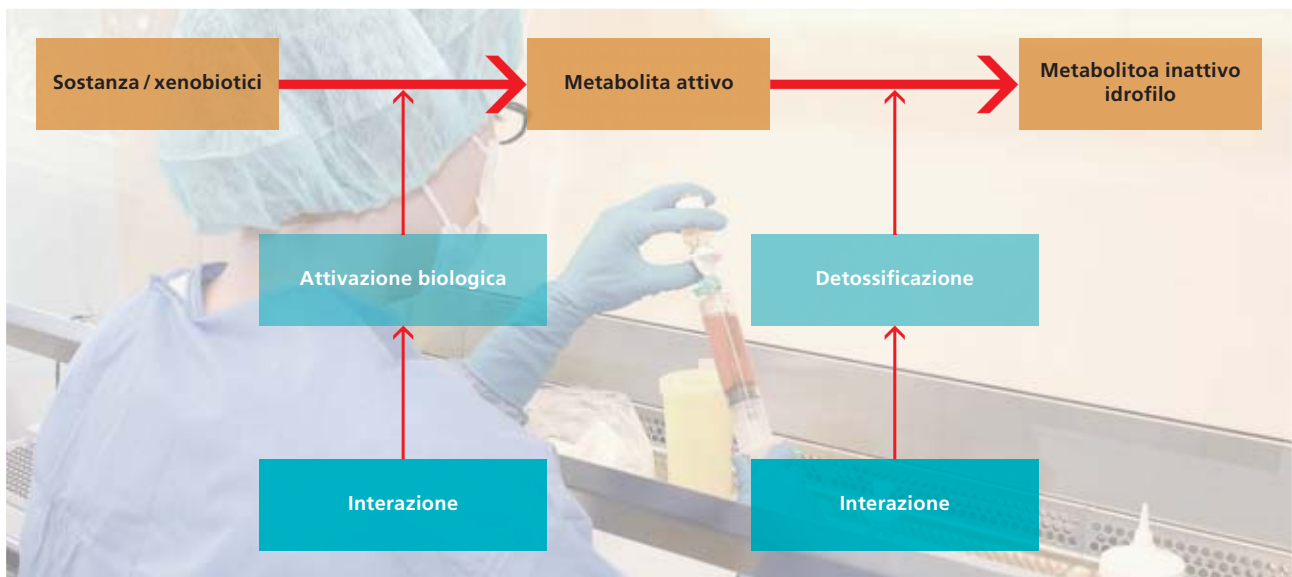 Sostanza / xenobiotici
Metabolita attivo
Metabolitoa inattivo
idrofilo
Attivazione biologica
Detossificazione
Interazione
Interazione